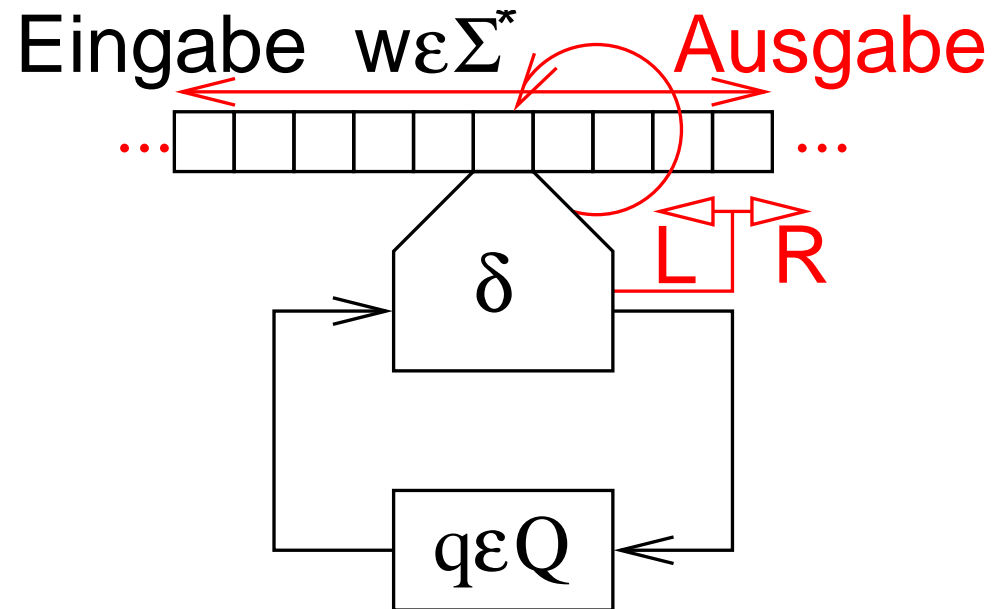 Eingabe wεΣ* Ausgabe
... ...
L R
δ
qεQ